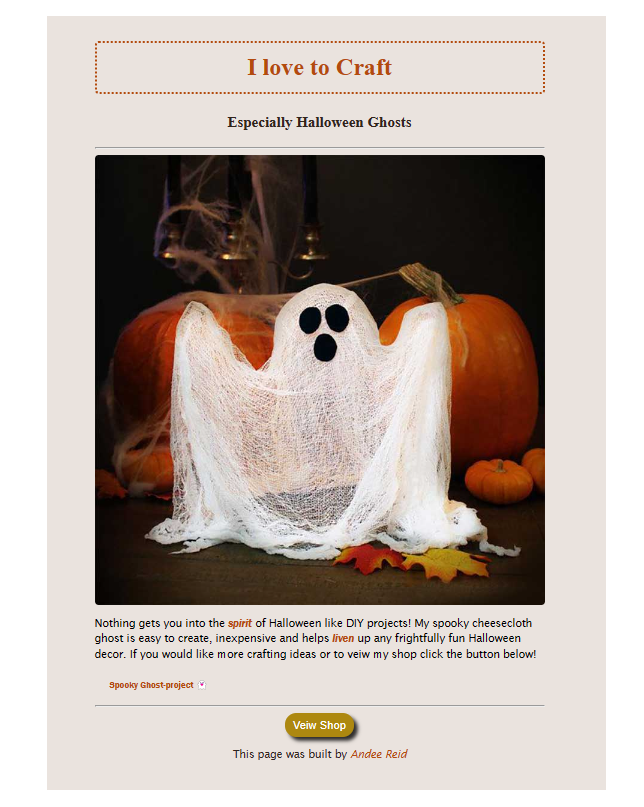 I love to Craft
Especially Halloween Ghosts
Nothing gets you into the spirit of Halloween like DIY projects! My spooky cheesecloth
ghost is easy to create, inexpensive and helps liven up any frightfully fun Halloween
decor. If you would like more crafting ideas or to veiw my shop click the button below!
Spooky Ghost-project
Veiw Shop
This page was built by Andee Reid